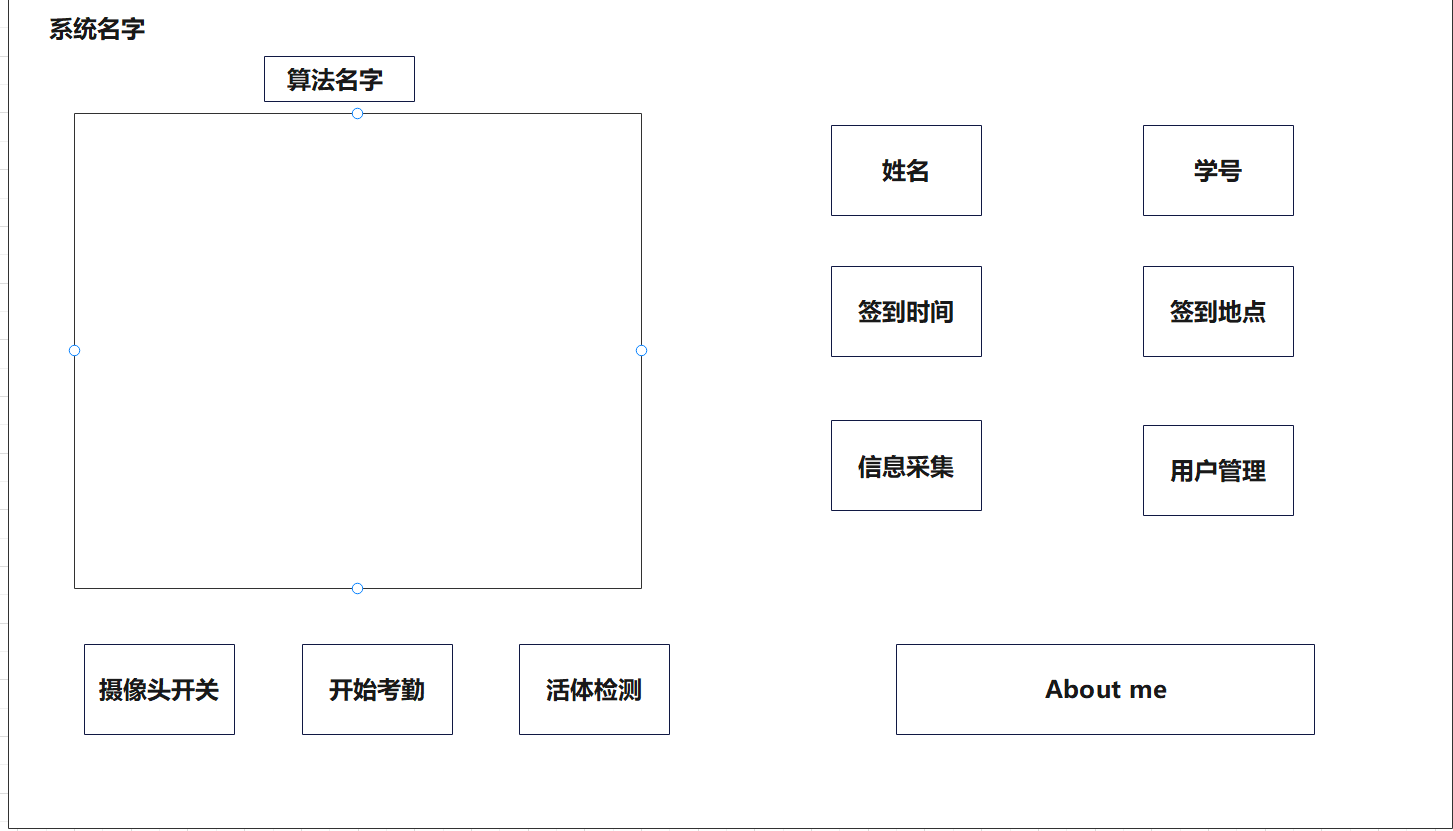 系统名字
算法名字
姓名
学号
签到时间
签到地点
信息采集
用户管理
摄像头开关
开始考勤
活体检测
About me